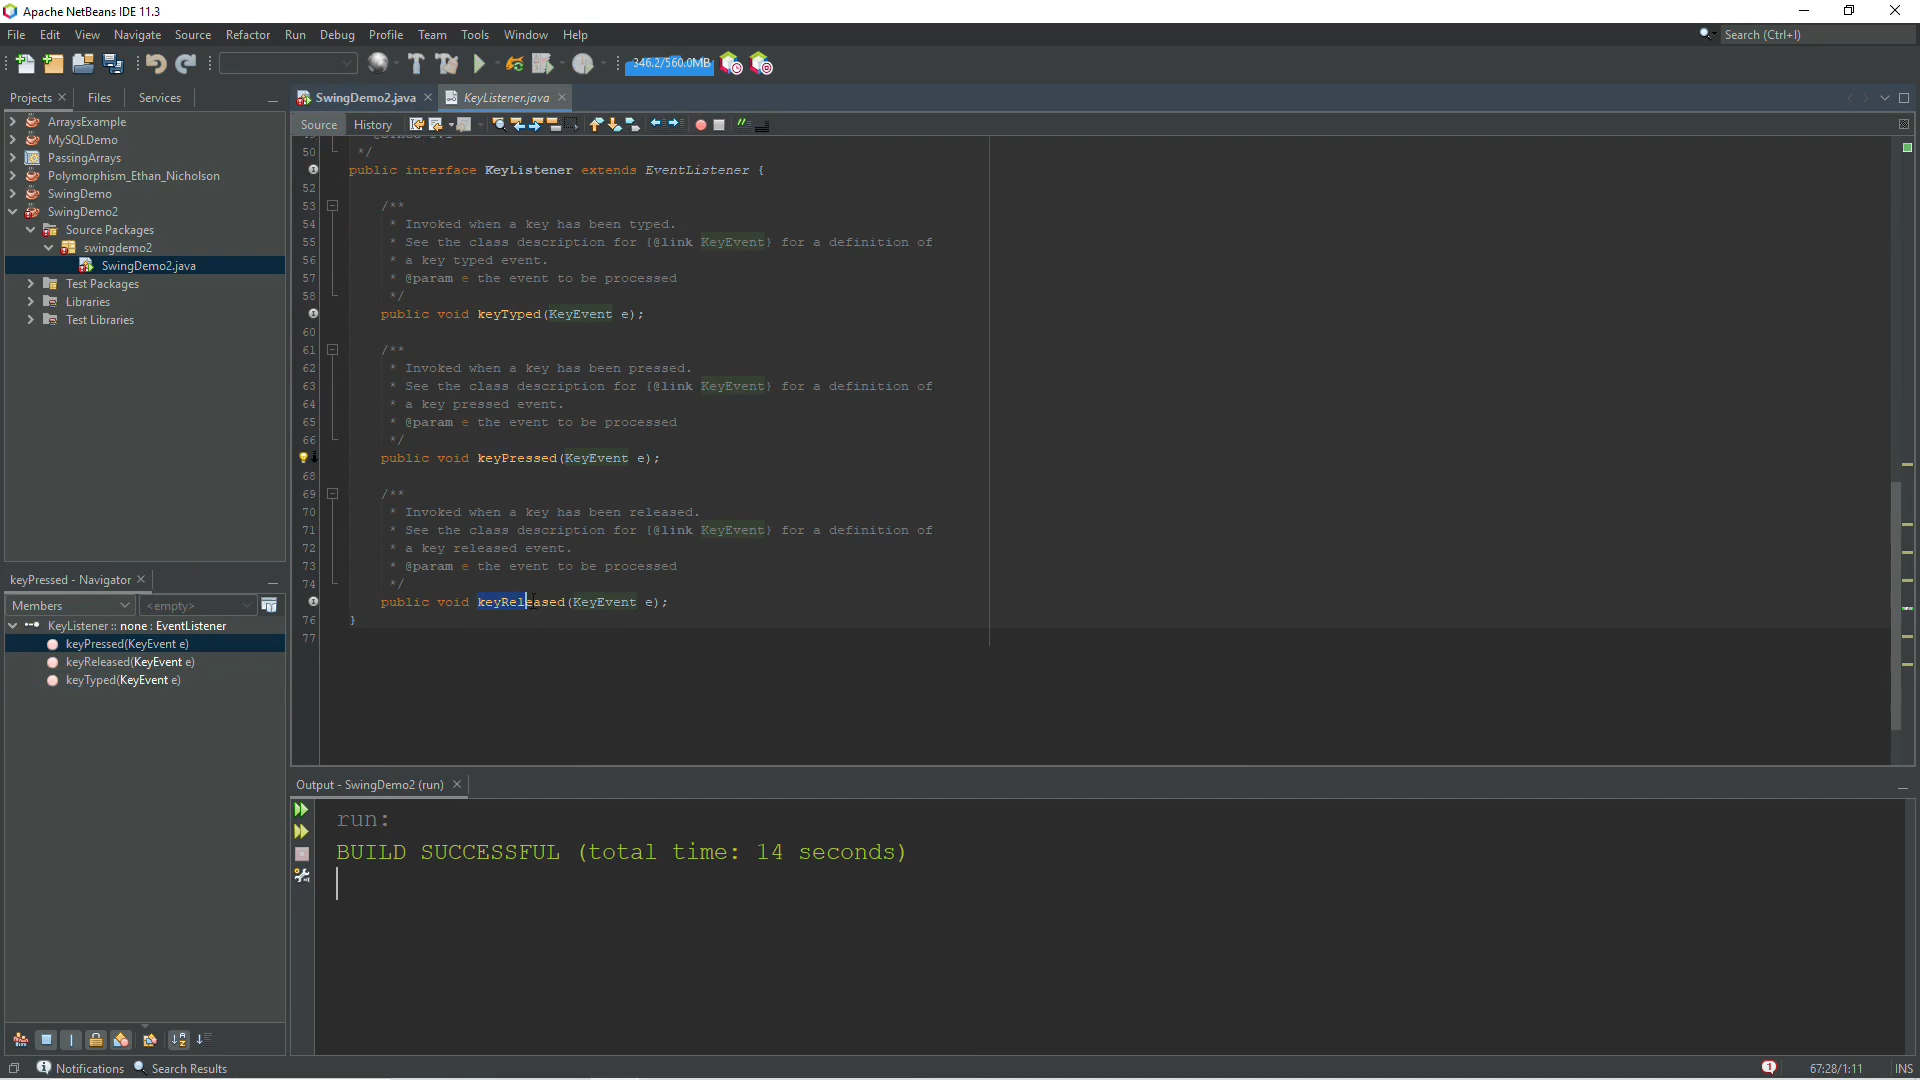 Apache NetBeans IDE 11.3
File Edit View Navigate Source Refactor Run Debug Profile Team Tools Window Help
Search (Ctrl+I)
346.2/560.0MB
Projects Files Services
SwingDemo2.java KeyListener.java
Source History
ArraysExample
MySQLDemo
PassingArrays
Polymorphism_Ethan_Nicholson
SwingDemo
SwingDemo2
Source Packages
swingdemo2
SwingDemo2.java
Test Packages
Libraries
Test Libraries
50 */
public interface KeyListener extends EventListener {
52
53 /**
54 * Invoked when a key has been typed.
55 * See the class description for {@link KeyEvent} for a definition of
56 * a key typed event.
57 * @param e the event to be processed
58 */
public void keyTyped(KeyEvent e);
60
61 /**
62 * Invoked when a key has been pressed.
63 * See the class description for {@link KeyEvent} for a definition of
64 * a key pressed event.
65 * @param e the event to be processed
66 */
public void keyPressed(KeyEvent e);
68
69 /**
70 * Invoked when a key has been released.
71 * See the class description for {@link KeyEvent} for a definition of
72 * a key released event.
73 * @param e the event to be processed
74 */
public void keyReleased(KeyEvent e);
76 }
77
keyPressed - Navigator
Members <empty>
KeyListener :: none : EventListener
keyPressed(KeyEvent e)
keyReleased(KeyEvent e)
keyTyped(KeyEvent e)
Output - SwingDemo2 (run)
run:
BUILD SUCCESSFUL (total time: 14 seconds)
Notifications Search Results
67:28/1:11 INS